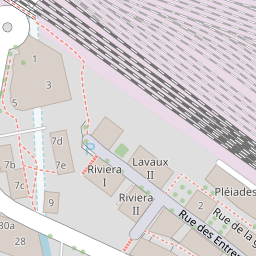 1
3
5
7d
7b
7e
7c
9
30a
28
P
Riviera
I
Lavaux
II
Riviera
II
Pléiades
2
Rue des Entre
Rue de la g